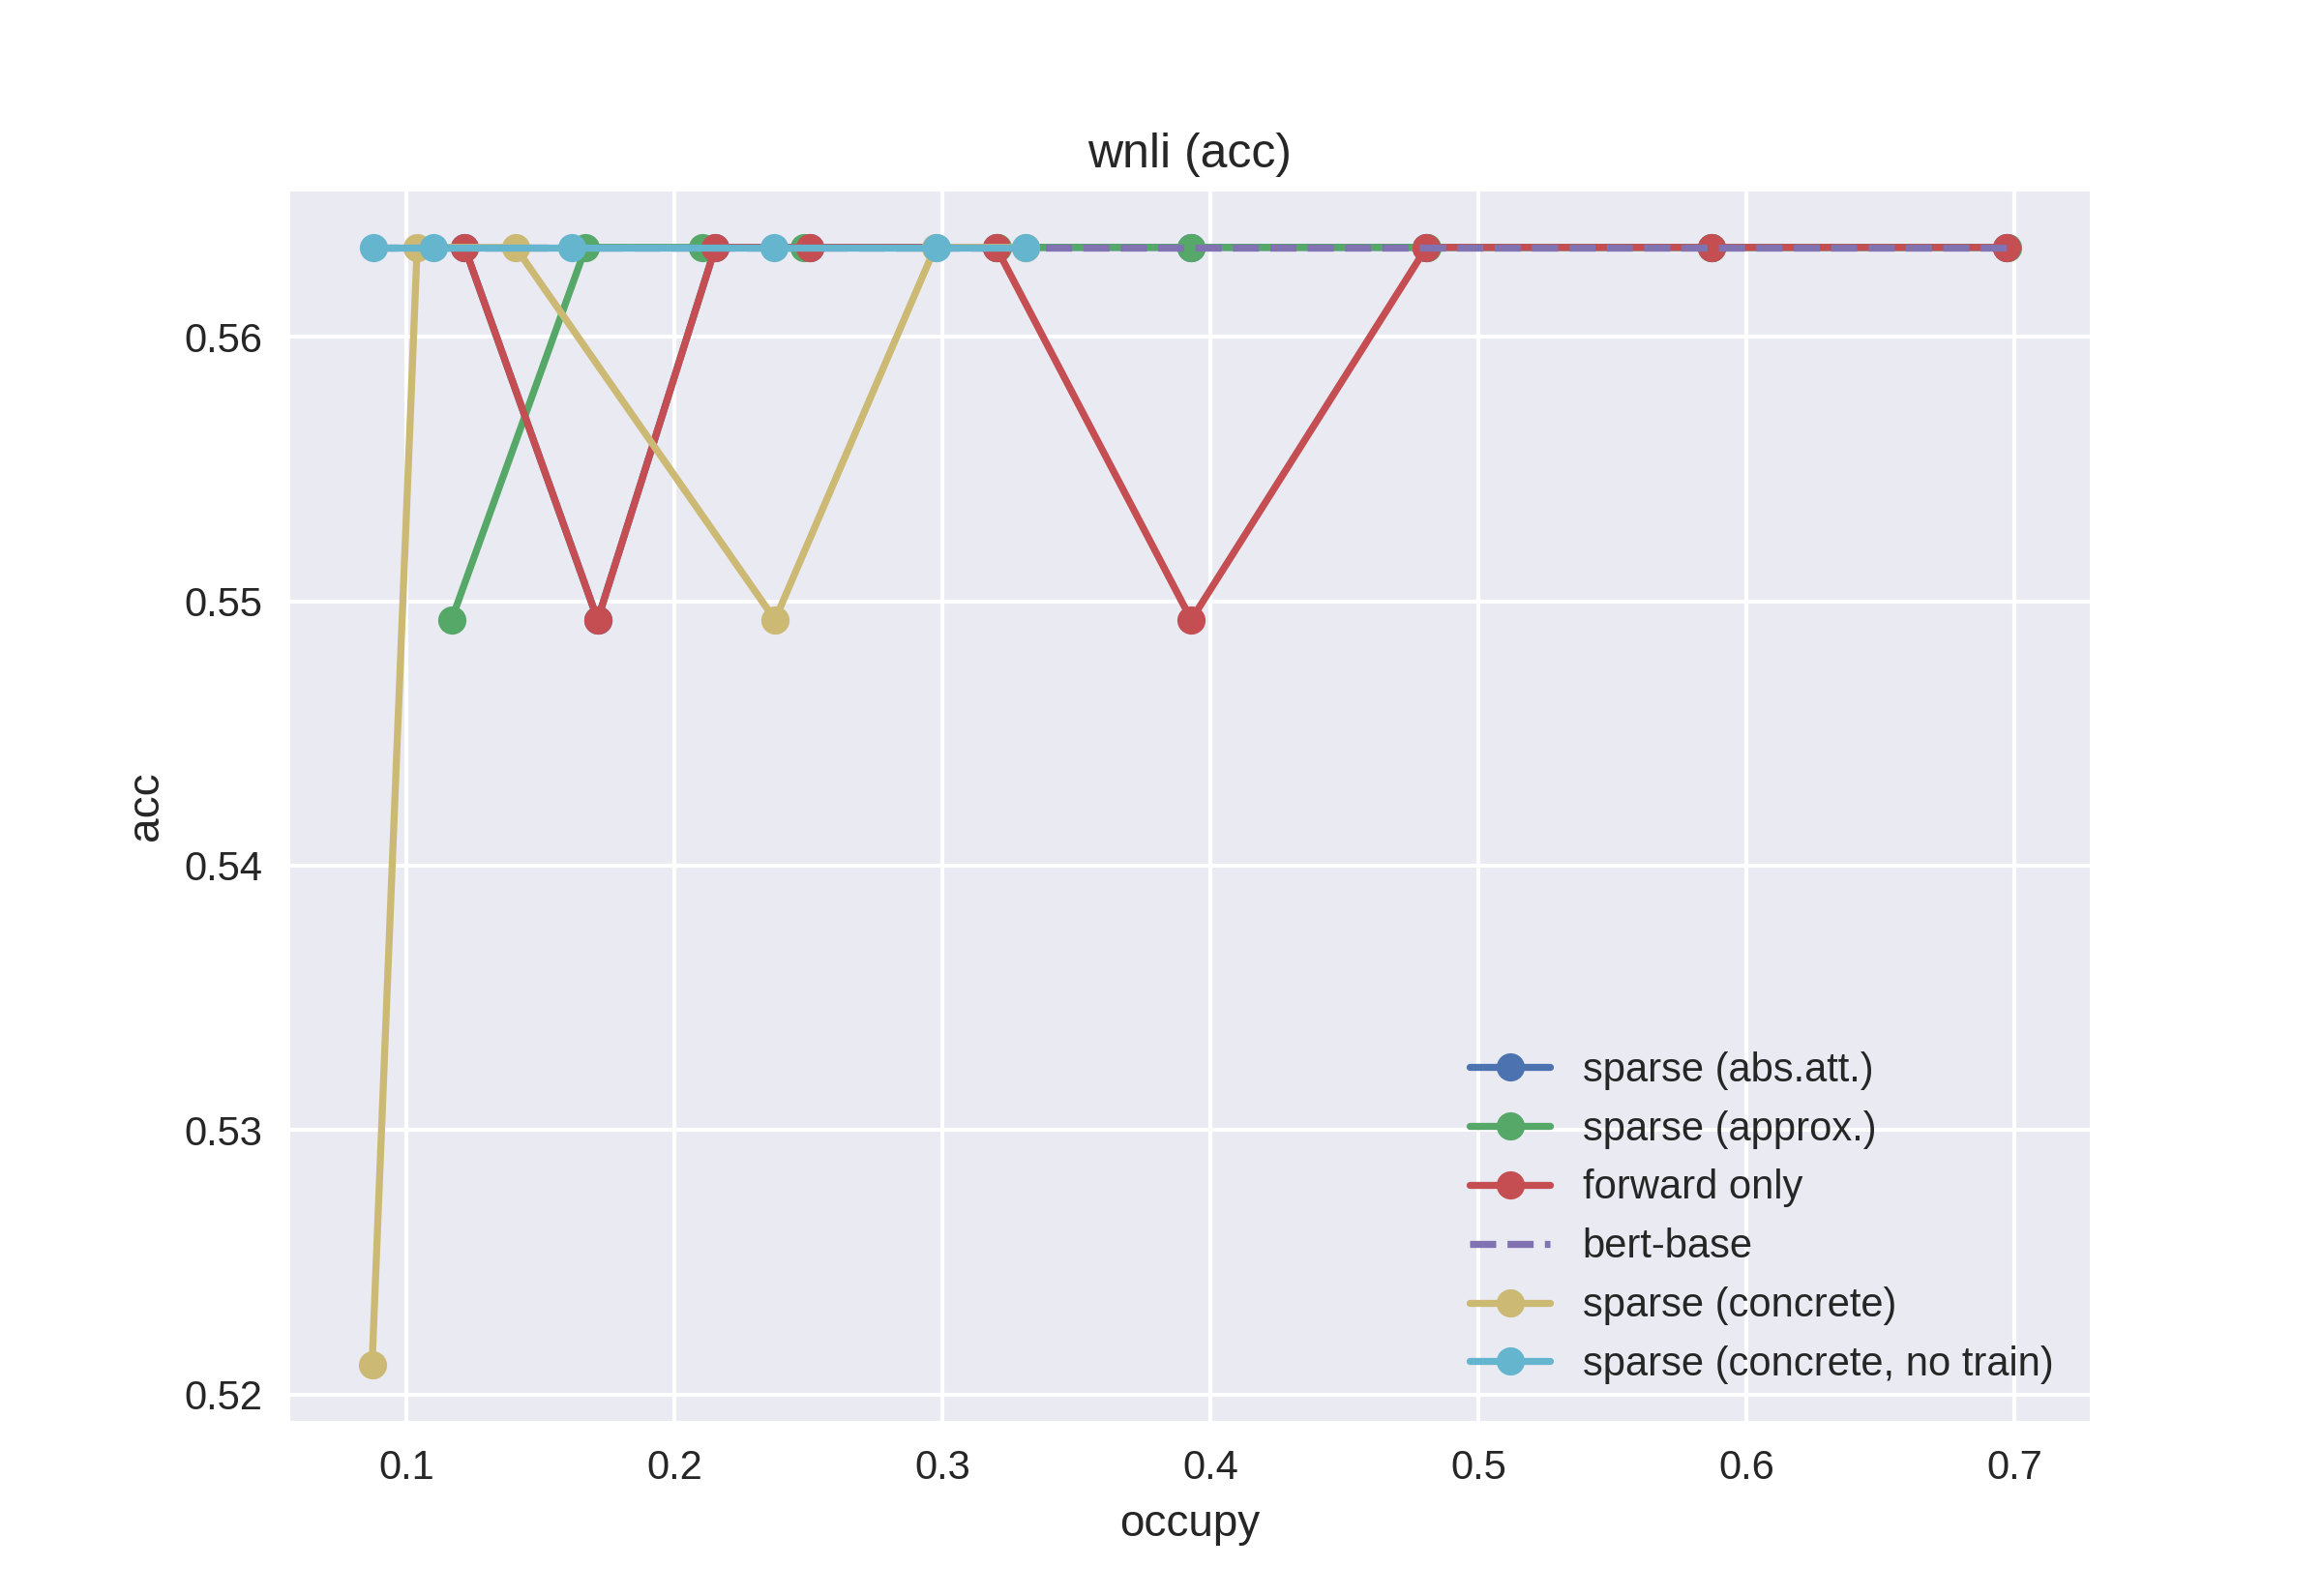 wnli (acc)
0.56
0.55
0.54
0.53
0.52
acc
sparse (abs.att.)
sparse (approx.)
forward only
bert-base
sparse (concrete)
sparse (concrete, no train)
0.1 0.2 0.3 0.4 0.5 0.6 0.7
occupy